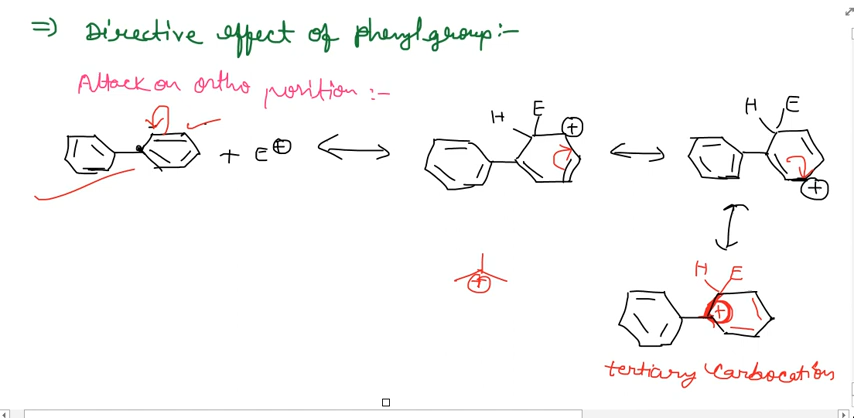 => Directive effect of phenyl group:-
Attack on ortho position:-
+ E⊕
H E
⊕
H E
⊕
⊕
H E
⊕
tertiary carbocation